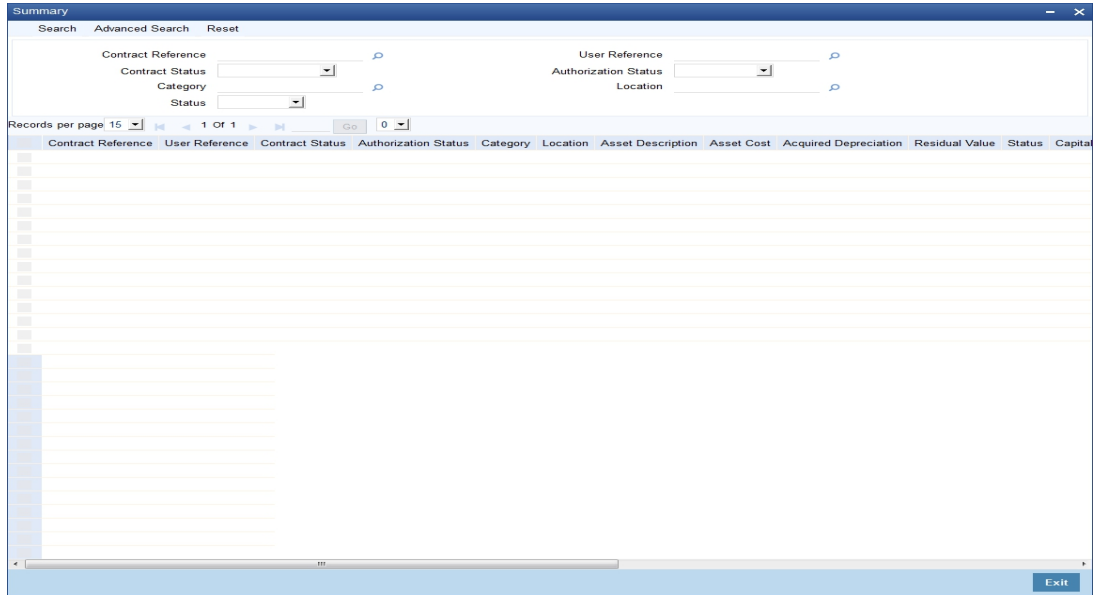 Summary
Search Advanced Search Reset
Contract Reference User Reference
Contract Status Authorization Status
Category Location
Status
Records per page 15 1 Of 1 Go 0
Contract Reference User Reference Contract Status Authorization Status Category Location Asset Description Asset Cost Acquired Depreciation Residual Value Status Capital
Exit